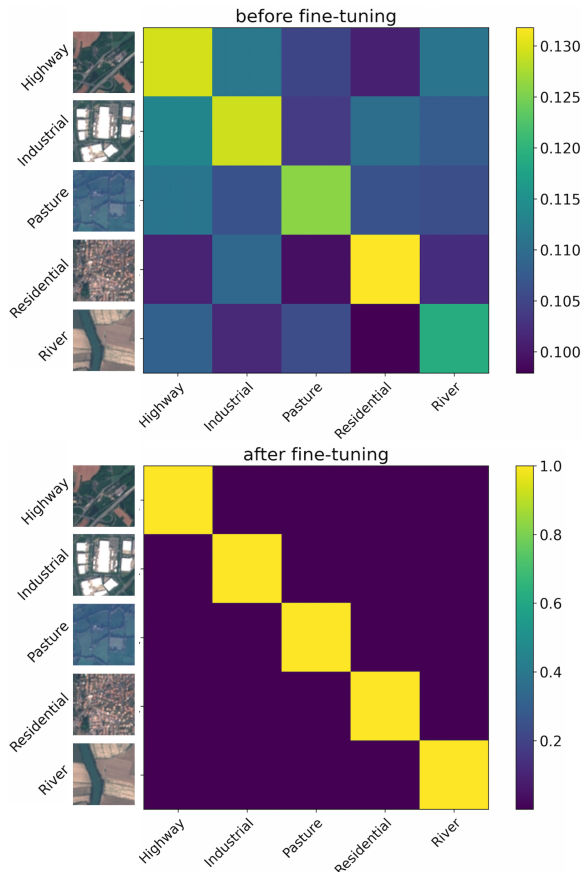 before fine-tuning
Highway
Industrial
Pasture
Residential
River
Highway
Industrial
Pasture
Residential
River
0.130
0.125
0.120
0.115
0.110
0.105
0.100
after fine-tuning
Highway
Industrial
Pasture
Residential
River
Highway
Industrial
Pasture
Residential
River
1.0
0.8
0.6
0.4
0.2